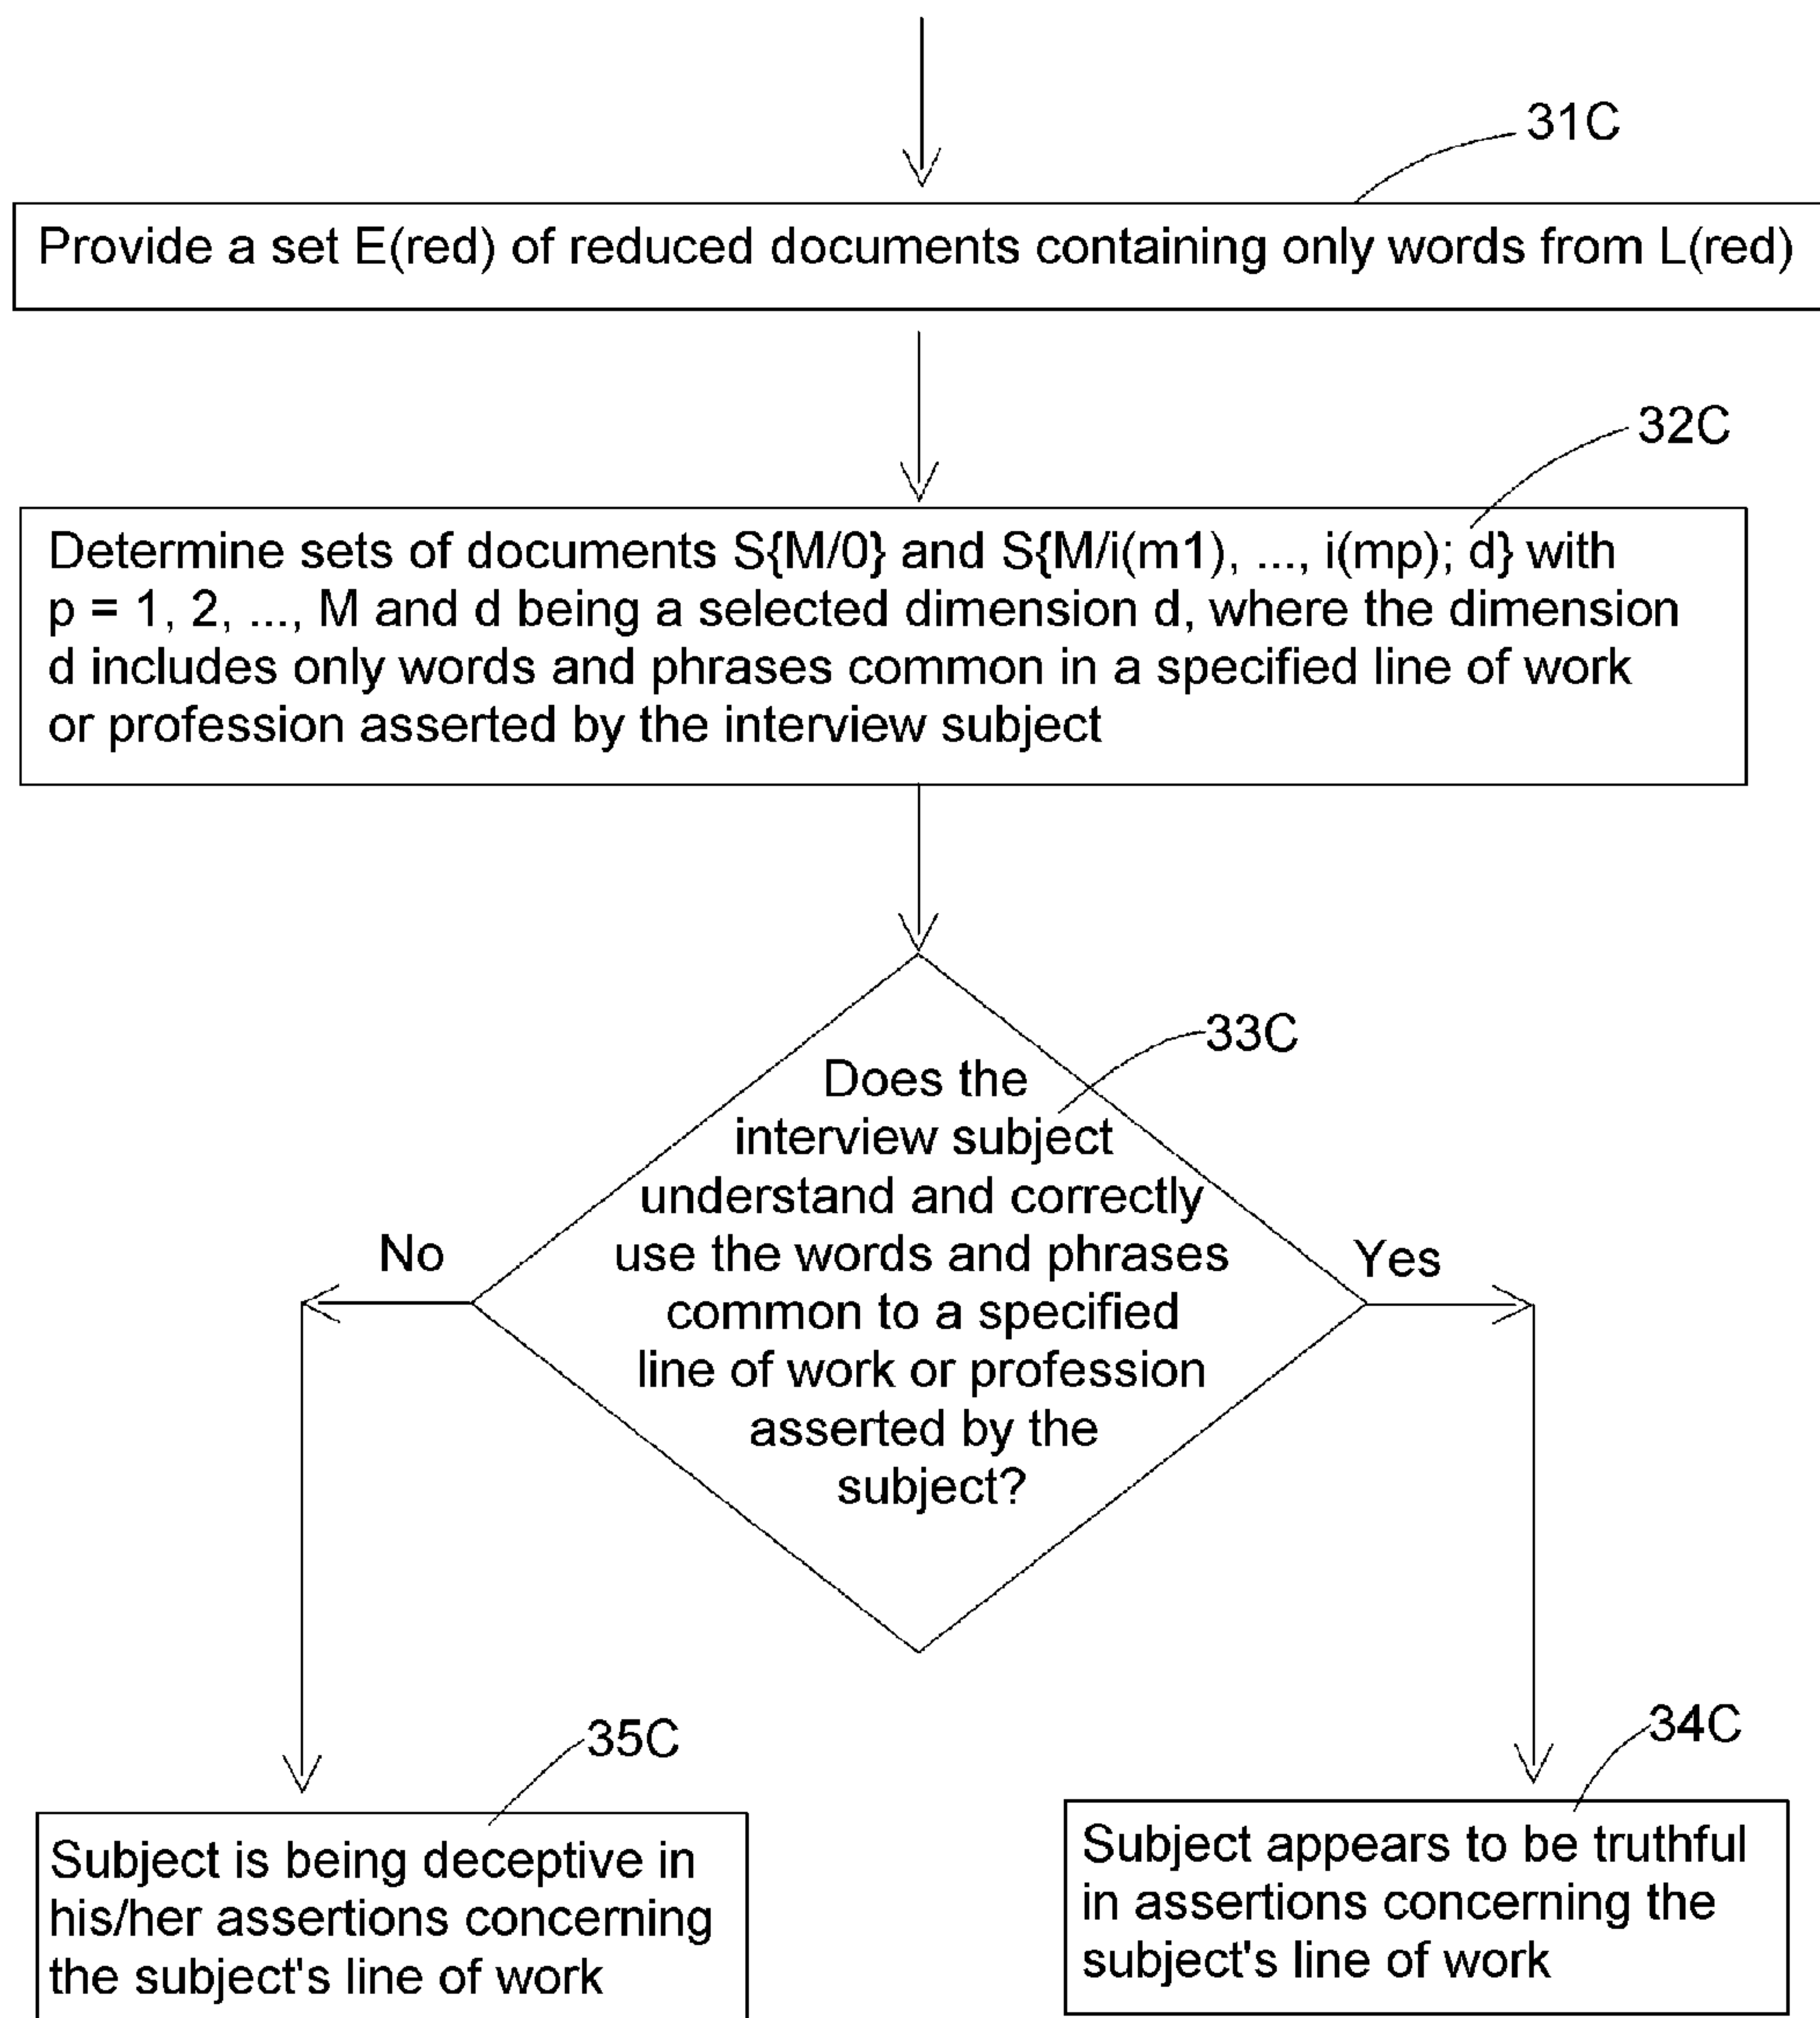 31C
Provide a set E(red) of reduced documents containing only words from L(red)
32C
Determine sets of documents S{M/0} and S{M/i(m1), ..., i(mp); d} with
p = 1, 2, ..., M and d being a selected dimension d, where the dimension
d includes only words and phrases common in a specified line of work
or profession asserted by the interview subject
33C
Does the
interview subject
understand and correctly
use the words and phrases
common to a specified
line of work or profession
asserted by the
subject?
No
Yes
35C
Subject is being deceptive in
his/her assertions concerning
the subject's line of work
34C
Subject appears to be truthful
in assertions concerning the
subject's line of work